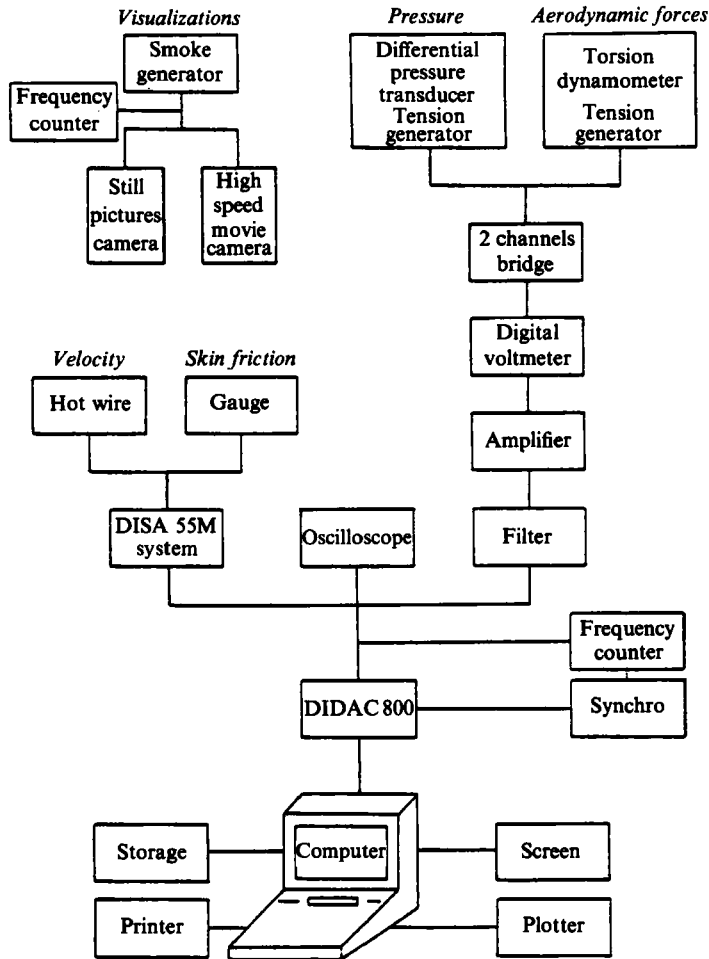 Visualizations
Smoke
generator
Frequency
counter
Still
pictures
camera
High
speed
movie
camera
Pressure
Differential
pressure
transducer
Tension
generator
Aerodynamic forces
Torsion
dynamometer
Tension
generator
2 channels
bridge
Digital
voltmeter
Amplifier
Filter
Velocity
Hot wire
Skin friction
Gauge
DISA 55M
system
Oscilloscope
Frequency
counter
DIDAC 800
Synchro
Storage
Computer
Screen
Printer
Plotter